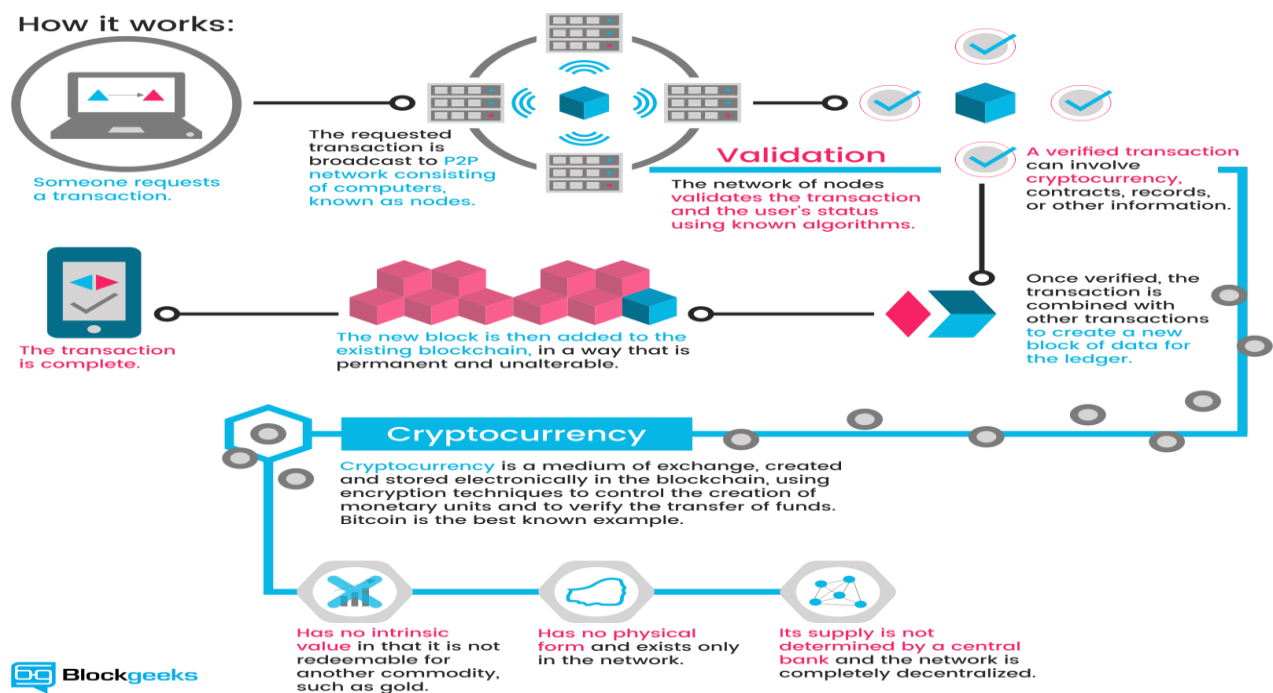 How it works:
Someone requests
a transaction.
The requested
transaction is
broadcast to P2P
network consisting
of computers,
known as nodes.
Validation
The network of nodes
validates the transaction
and the user's status
using known algorithms.
A verified transaction
can involve
cryptocurrency,
contracts, records,
or other information.
Once verified, the
transaction is
combined with
other transactions
to create a new
block of data for
the ledger.
The new block is then added to the
existing blockchain, in a way that is
permanent and unalterable.
The transaction
is complete.
Cryptocurrency
Cryptocurrency is a medium of exchange, created
and stored electronically in the blockchain, using
encryption techniques to control the creation of
monetary units and to verify the transfer of funds.
Bitcoin is the best known example.
Has no intrinsic
value in that it is not
redeemable for
another commodity,
such as gold.
Has no physical
form and exists only
in the network.
Its supply is not
determined by a central
bank and the network is
completely decentralized.
Blockgeeks